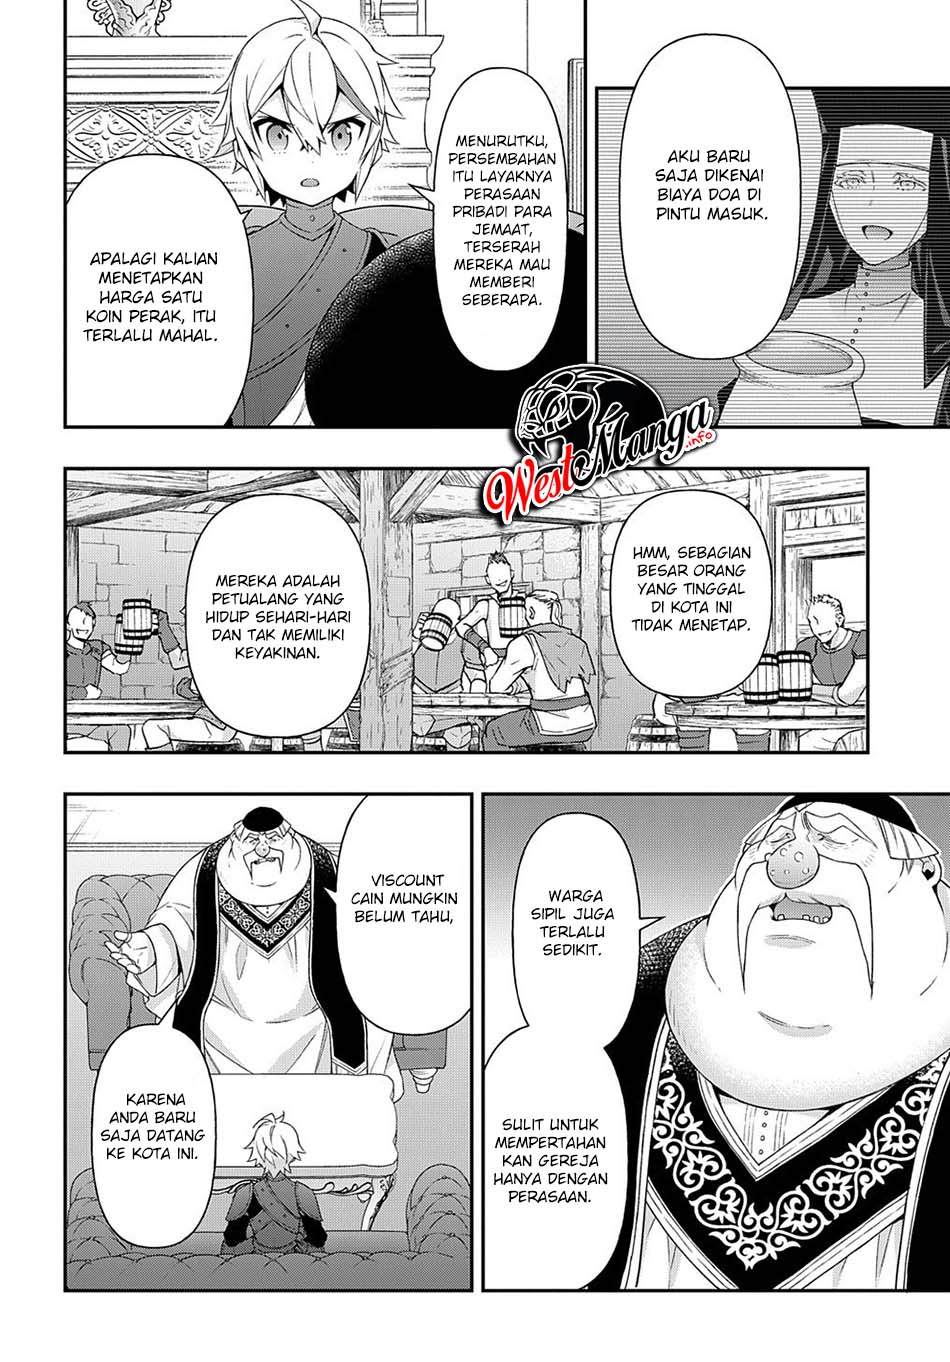 AKU BARU
SAJA DIKENAI
BIAYA DOA DI
PINTU MASUK.
MENURUTKU,
PERSEMBAHAN
ITU LAYAKNYA
PERASAAN
PRIBADI PARA
JEMAAT,
TERSERAH
MEREKA MAU
MEMBERI
SEBERAPA.
APALAGI KALIAN
MENETAPKAN
HARGA SATU
KOIN PERAK, ITU
TERLALU MAHAL.
WestManga
.info
HMM, SEBAGIAN
BESAR ORANG
YANG TINGGAL
DI KOTA INI
TIDAK MENETAP.
MEREKA ADALAH
PETUALANG YANG
HIDUP SEHARI-HARI
DAN TAK MEMILIKI
KEYAKINAN.
WARGA
SIPIL JUGA
TERLALU
SEDIKIT.
SULIT UNTUK
MEMPERTAHAN
KAN GEREJA
HANYA DENGAN
PERASAAN.
VISCOUNT
CAIN MUNGKIN
BELUM TAHU,
KARENA
ANDA BARU
SAJA DATANG
KE KOTA INI.